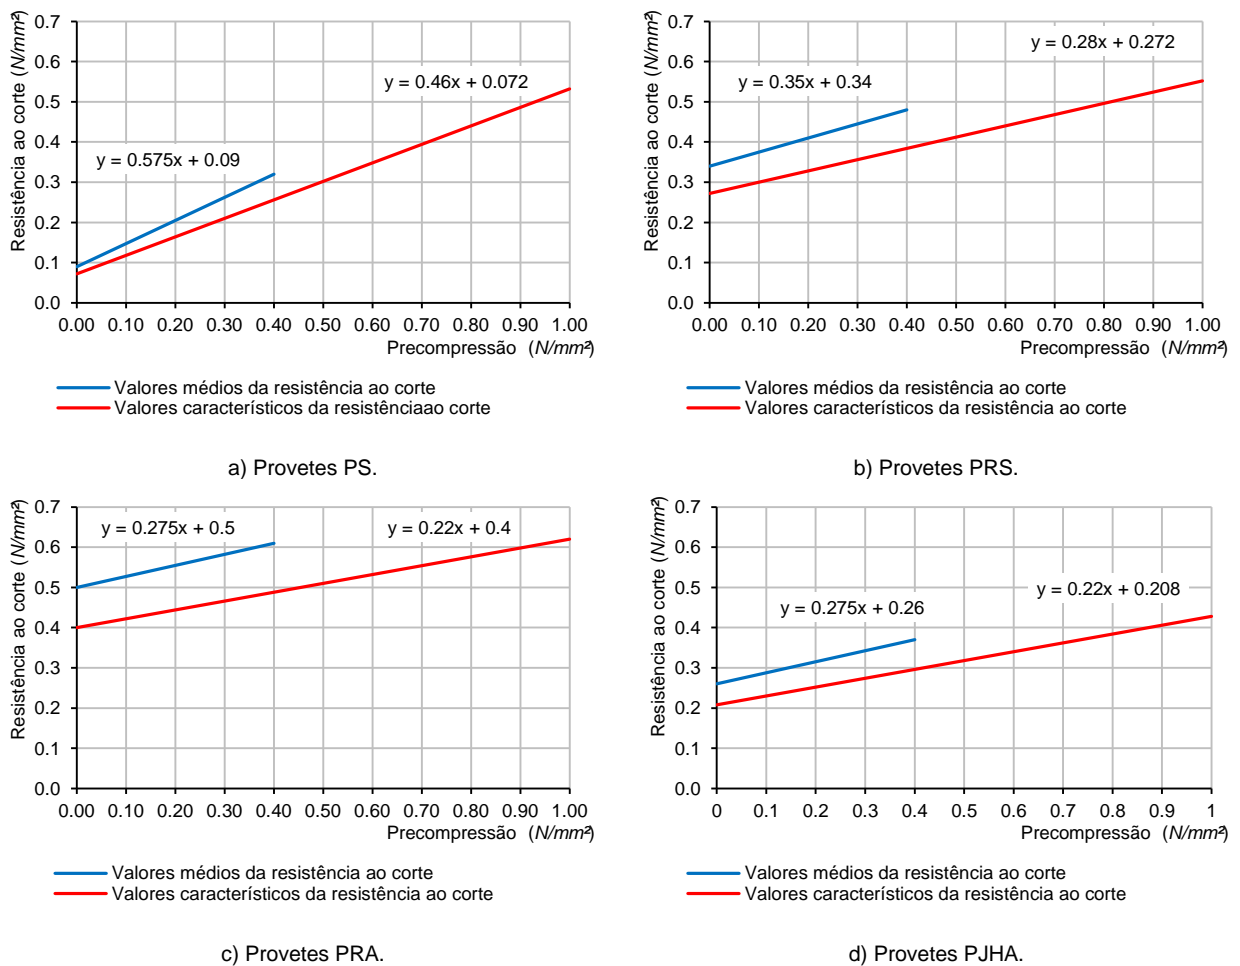 Resistência ao corte (N/mm²)
0.7
0.6
0.5
0.4
0.3
0.2
0.1
0.0
y = 0.46x + 0.072
y = 0.575x + 0.09
0.00 0.10 0.20 0.30 0.40 0.50 0.60 0.70 0.80 0.90 1.00
Precompressão (N/mm²)
Valores médios da resistência ao corte
Valores característicos da resistênciaao corte
a) Provetes PS.
Resistência ao corte (N/mm²)
0.7
0.6
0.5
0.4
0.3
0.2
0.1
0.0
y = 0.28x + 0.272
y = 0.35x + 0.34
0.00 0.10 0.20 0.30 0.40 0.50 0.60 0.70 0.80 0.90 1.00
Precompressão (N/mm²)
Valores médios da resistência ao corte
Valores característicos da resistência ao corte
b) Provetes PRS.
Resistência ao corte (N/mm²)
0.7
0.6
0.5
0.4
0.3
0.2
0.1
0.0
y = 0.275x + 0.5
y = 0.22x + 0.4
0.00 0.10 0.20 0.30 0.40 0.50 0.60 0.70 0.80 0.90 1.00
Precompressão (N/mm²)
Valores médios da resistência ao corte
Valores característicos da resistência ao corte
c) Provetes PRA.
Resistência ao corte (N/mm²)
0.7
0.6
0.5
0.4
0.3
0.2
0.1
0.0
y = 0.22x + 0.208
y = 0.275x + 0.26
0 0.1 0.2 0.3 0.4 0.5 0.6 0.7 0.8 0.9 1
Precompressão (N/mm²)
Valores médios da resistência ao corte
Valores característicos da resistência ao corte
d) Provetes PJHA.